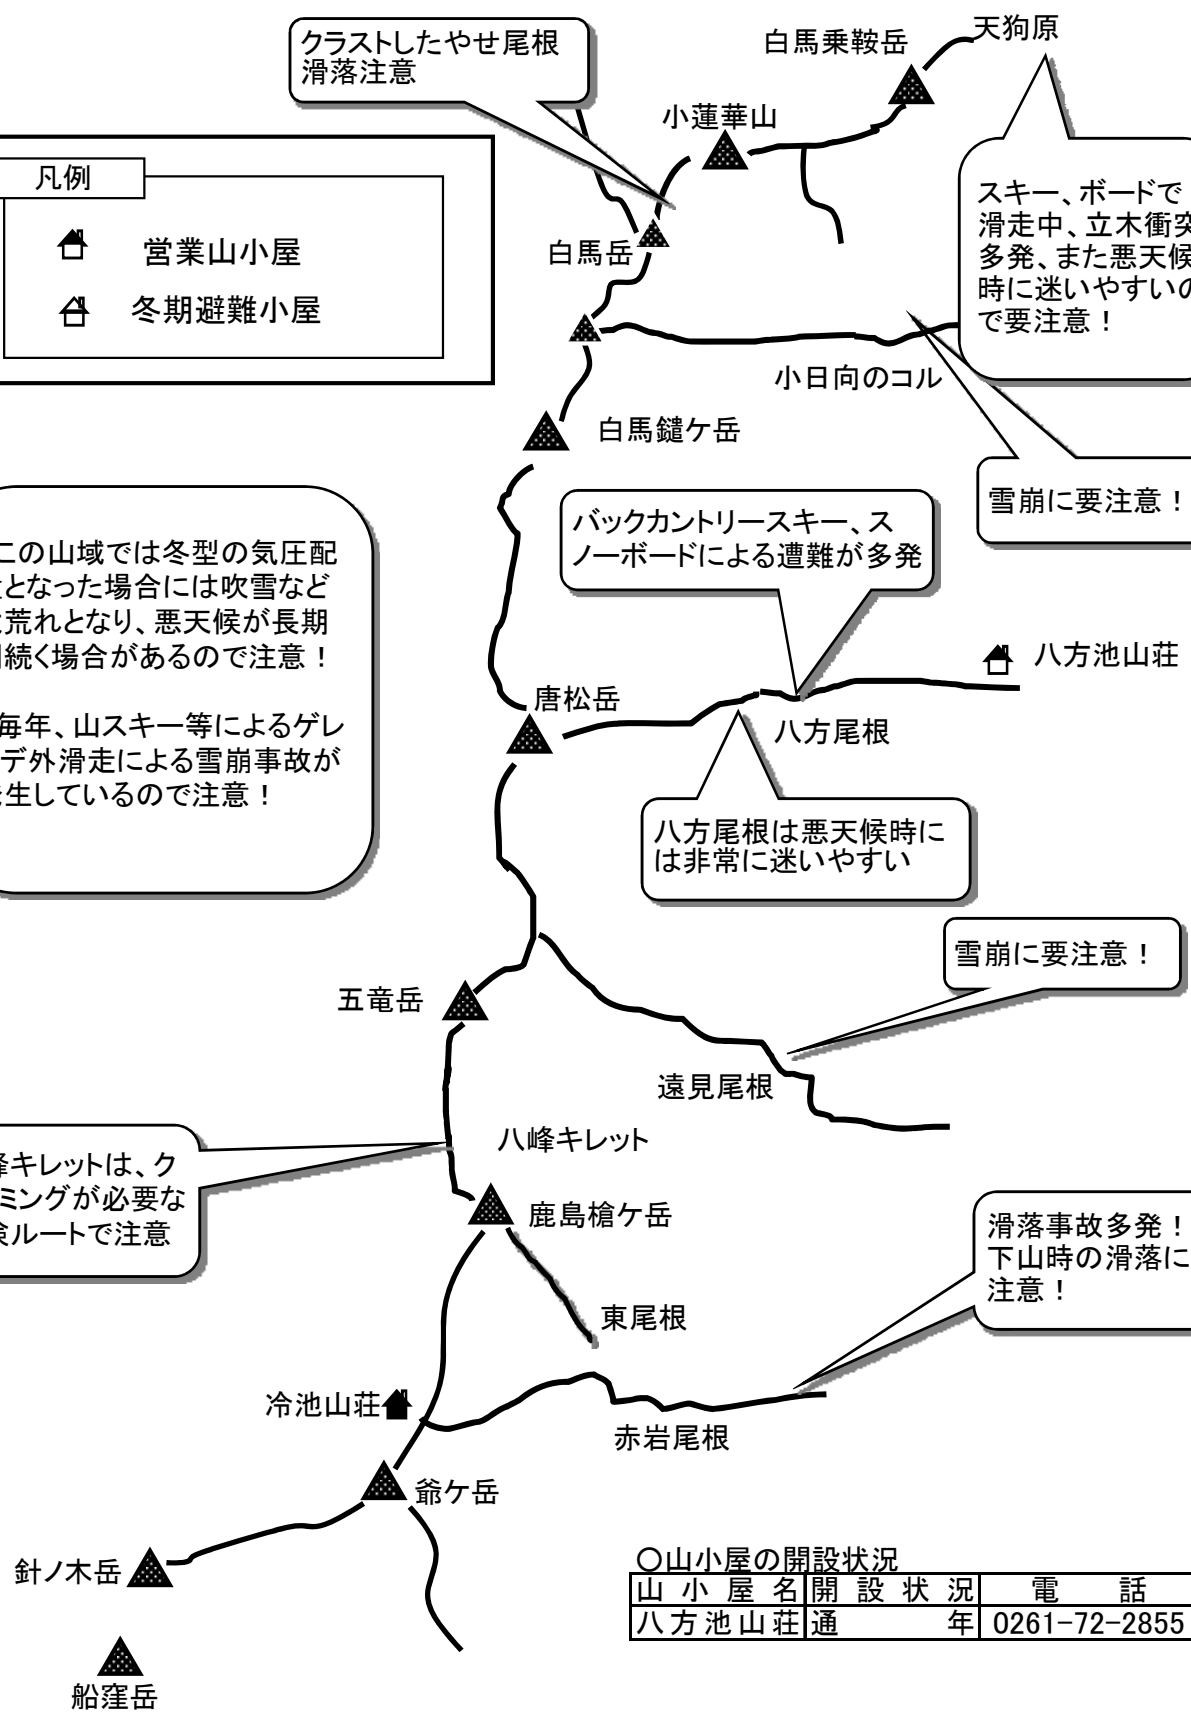 天狗原
白馬乗鞍岳
クラストしたやせ尾根
滑落注意
小蓮華山
凡例
営業山小屋
冬期避難小屋
スキー、ボードで
滑走中、立木衝突
多発、また悪天候
時に迷いやすいの
で要注意！
白馬岳
小日向のコル
白馬鑓ケ岳
雪崩に要注意！
バックカントリースキー、ス
ノーボードによる遭難が多発
この山域では冬型の気圧配
となった場合には吹雪など
荒れとなり、悪天候が長期
続く場合があるので注意！
毎年、山スキー等によるゲレ
デ外滑走による雪崩事故が
生しているので注意！
八方池山荘
唐松岳
八方尾根
八方尾根は悪天候時に
は非常に迷いやすい
雪崩に要注意！
五竜岳
遠見尾根
八峰キレット
キレットは、ク
ミングが必要な
ルートで注意
鹿島槍ケ岳
滑落事故多発！
下山時の滑落に
注意！
東尾根
冷池山荘
赤岩尾根
爺ケ岳
針ノ木岳
船窪岳
○山小屋の開設状況
山小屋名 開設状況 電話
八方池山荘 通年 0261-72-2855